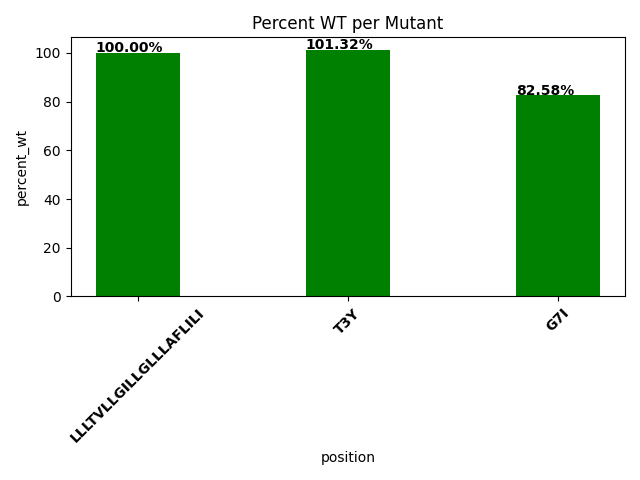 Percent WT per Mutant
percent_wt
100
80
60
40
20
0
100.00%
101.32%
82.58%
LLLTVLLGILLGLLLAFLILI
T3Y
G7I
position